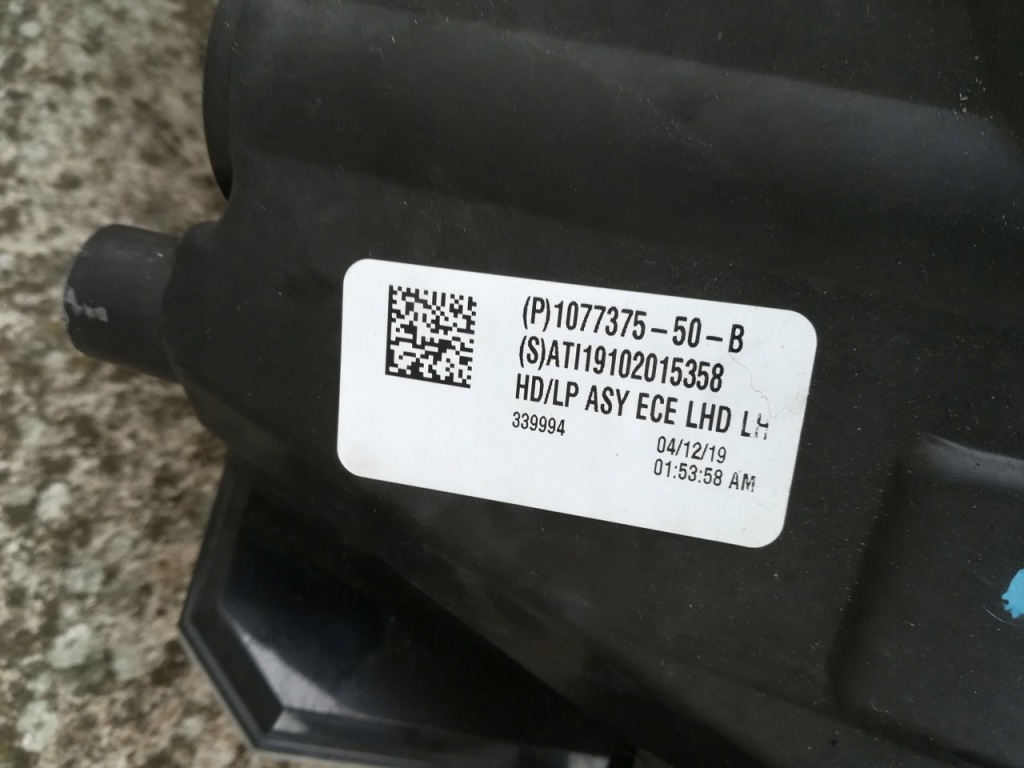 (P)1077375-50-B
(S)ATI19102015358
HD/LP ASY ECE LHD LH
339994
04/12/19
01:53:58 AM